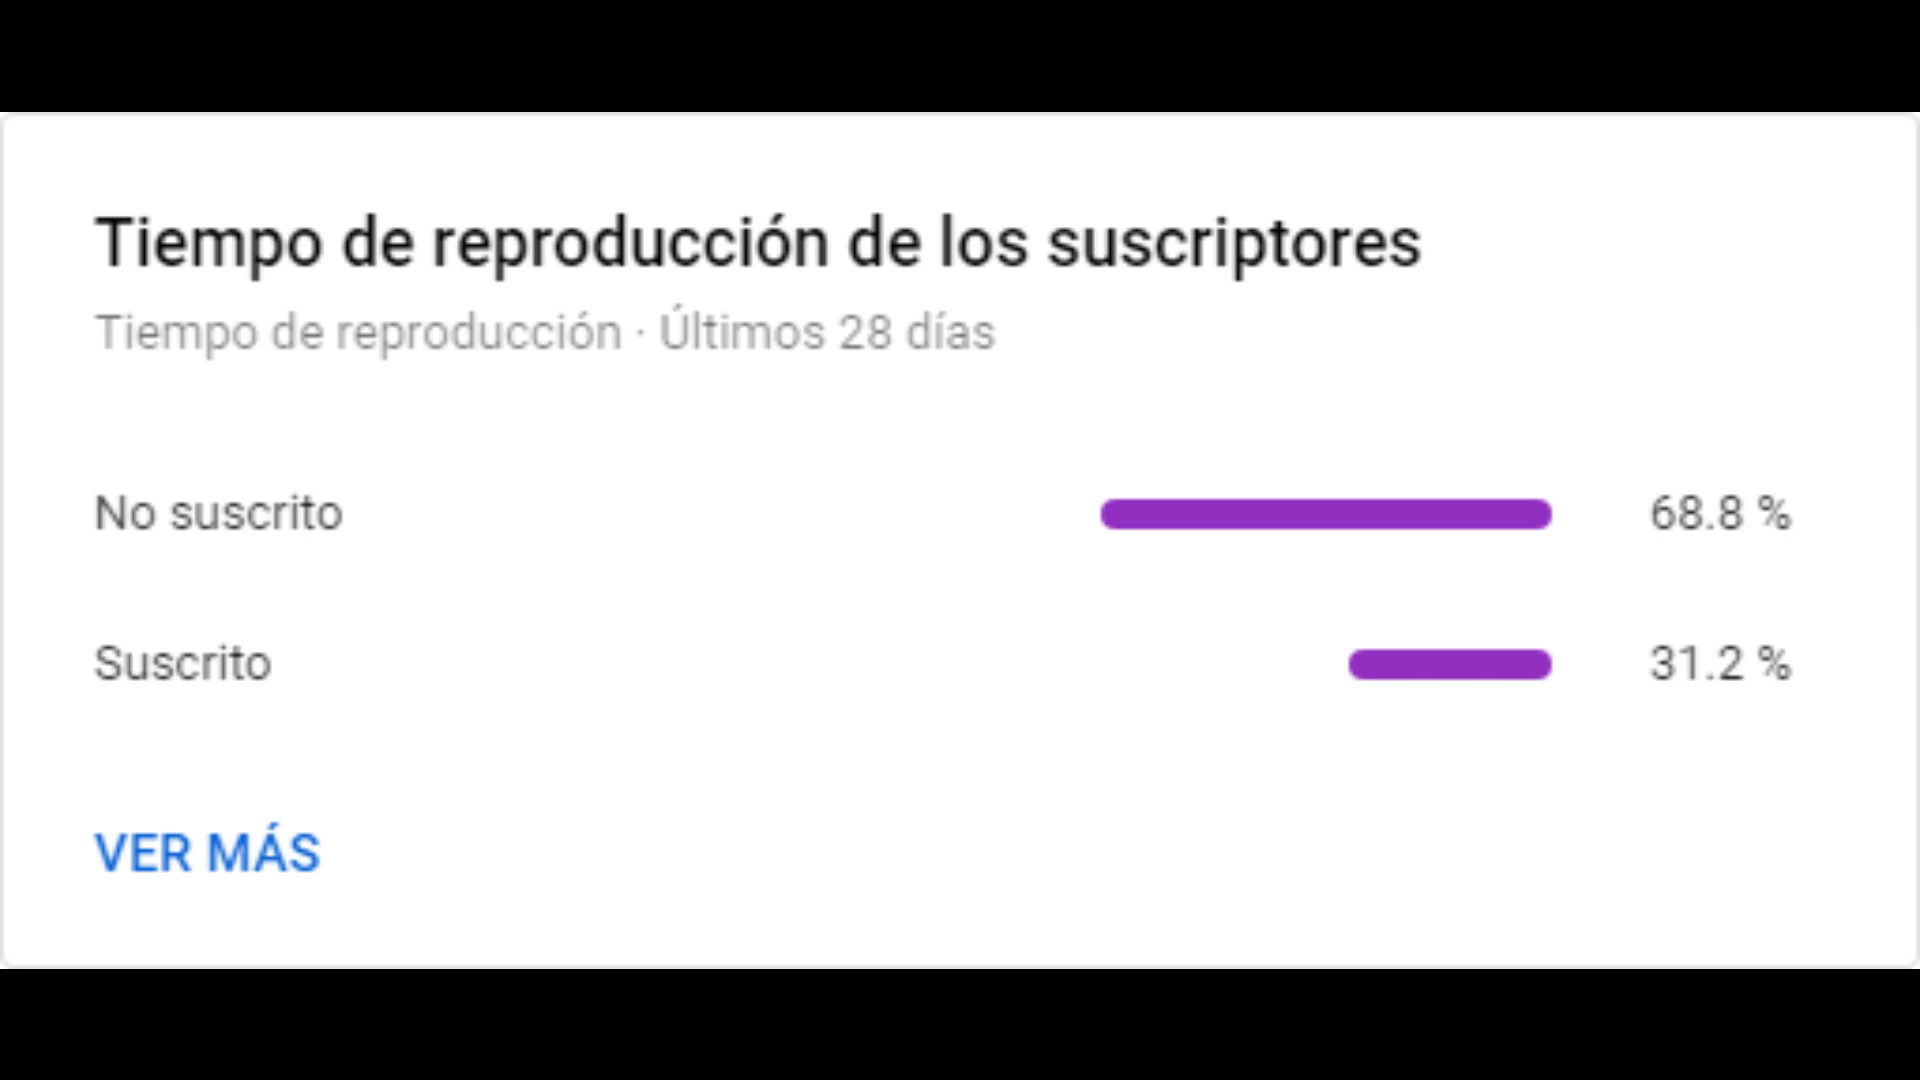 Tiempo de reproducción de los suscriptores
Tiempo de reproducción · Últimos 28 días
No suscrito 68.8 %
Suscrito 31.2 %
VER MÁS